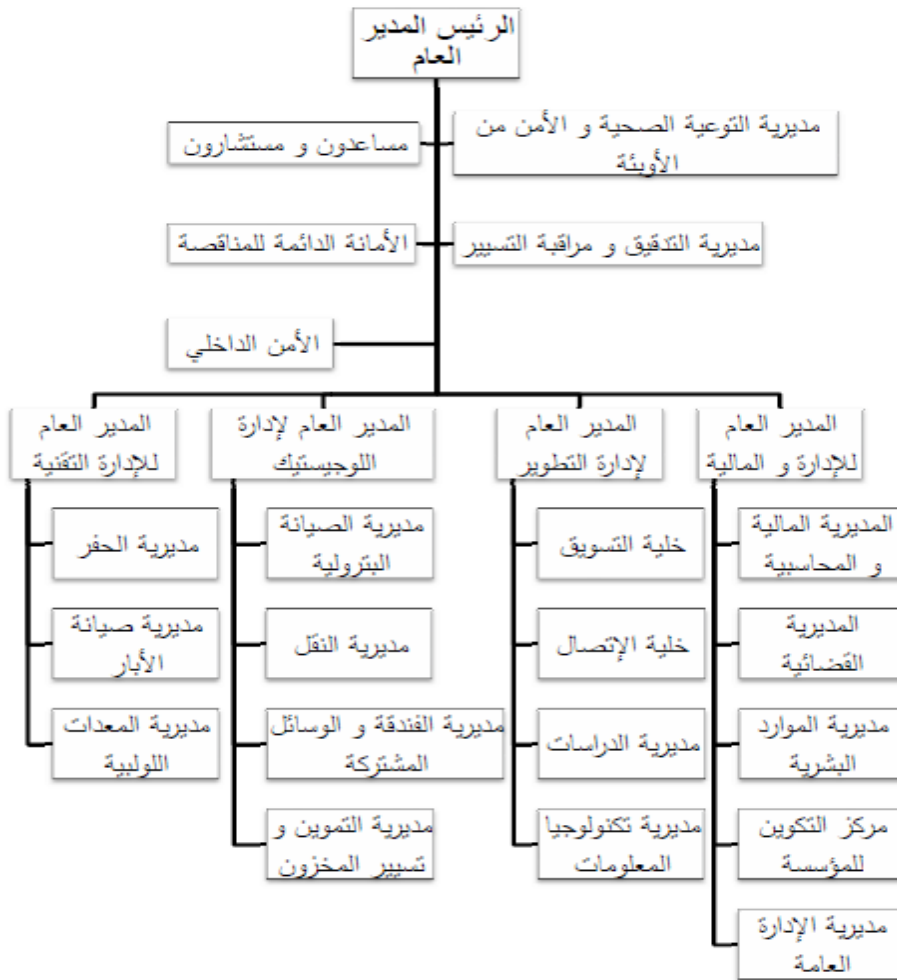 الرئيس المدير
العام
مديرية التوعية الصحية و الأمن من
الأوبئة
مساعدون و مستشارون
مديرية التدقيق و مراقبة التسيير
الأمانة الدائمة للمناقصة
الأمن الداخلي
المدير العام
للإدارة و المالية
المديرية المالية
و المحاسبية
المديرية
القضائية
مديرية الموارد
البشرية
مركز التكوين
للمؤسسة
مديرية الإدارة
العامة
المدير العام
لإدارة التطوير
خلية التسويق
خلية الإتصال
مديرية الدراسات
مديرية تكنولوجيا
المعلومات
المدير العام لإدارة
اللوجيستيك
مديرية الصيانة
البترولية
مديرية النقل
مديرية الفندقة و الوسائل
المشتركة
مديرية التموين و
تسيير المخزون
المدير العام
للإدارة التقنية
مديرية الحفر
مديرية صيانة
الأبار
مديرية المعدات
اللولبية